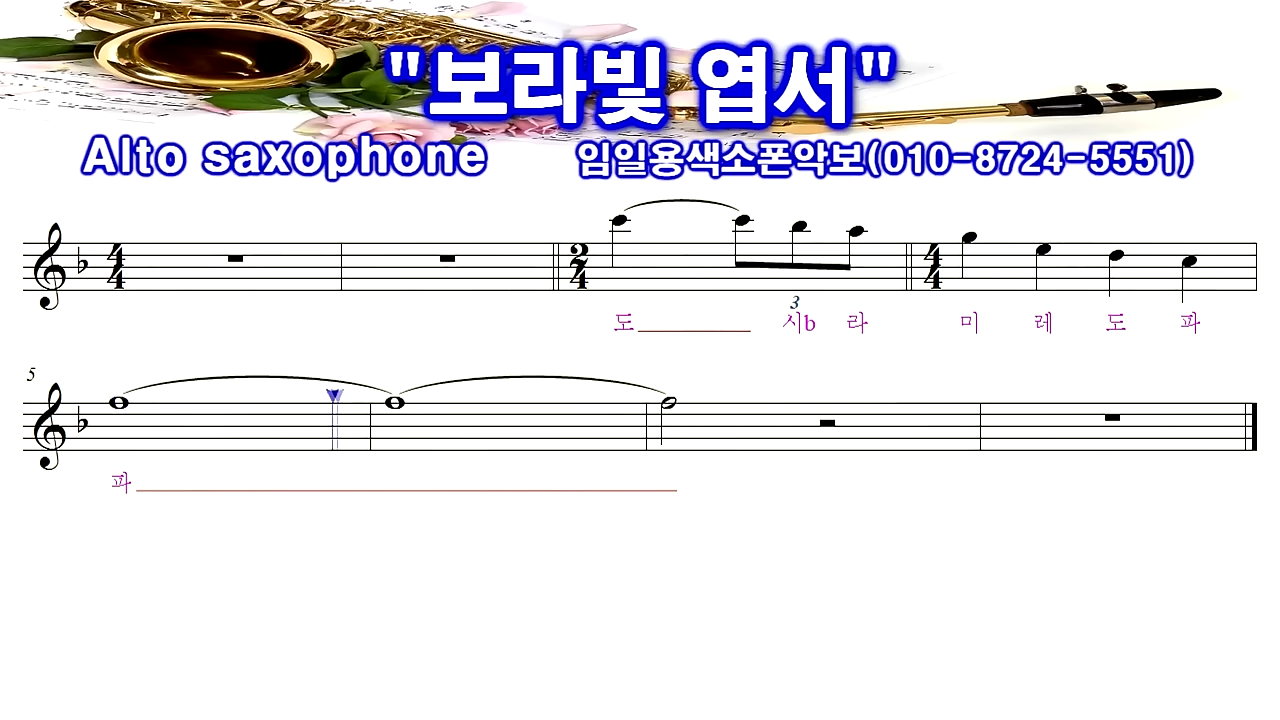 "보라빛 엽서"
Alto saxophone 임일용색소폰악보(010-8724-5551)
4 4 2 4 4 4
3
도 시b 라 미 레 도 파
5
파